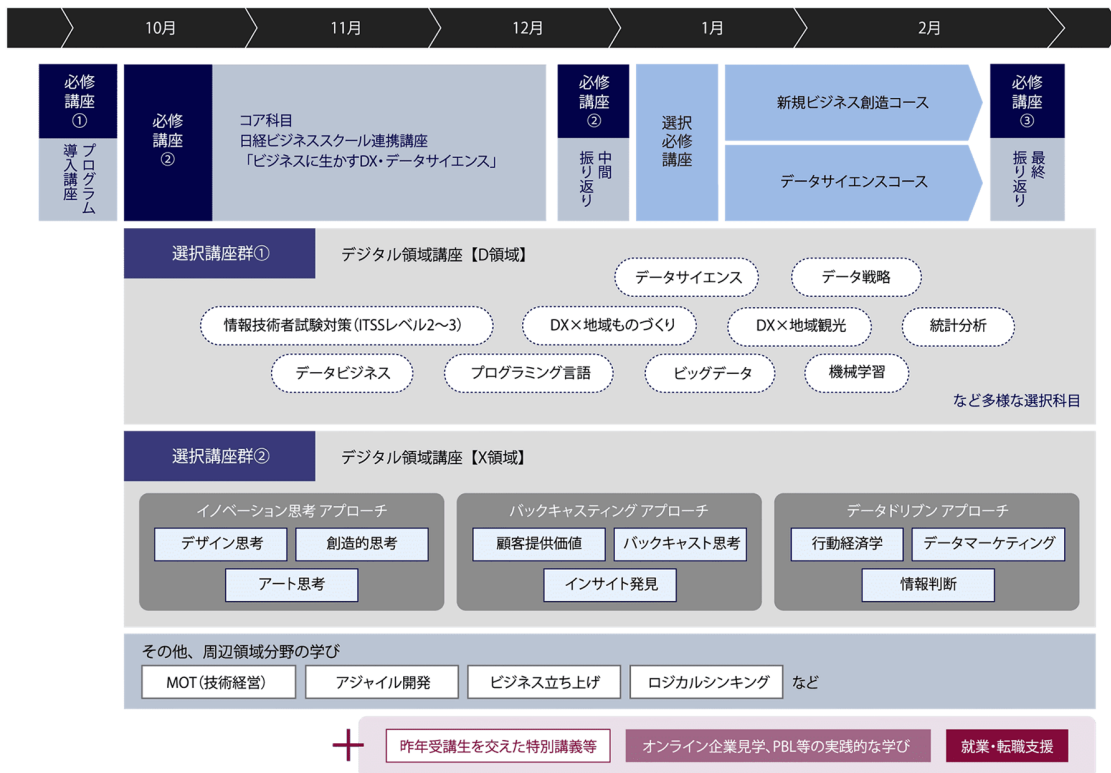 10月
11月
12月
1月
2月
必修
講座
①
プログラム
導入講座
必修
講座
②
コア科目
日経ビジネススクール連携講座
「ビジネスに生かすDX・データサイエンス」
必修
講座
②
中間
振り返り
選択
必修
講座
新規ビジネス創造コース
データサイエンスコース
必修
講座
③
最終
振り返り
選択講座群①
デジタル領域講座【D領域】
データサイエンス
データ戦略
情報技術者試験対策(ITSSレベル2〜3)
DX×地域ものづくり
DX×地域観光
統計分析
データビジネス
プログラミング言語
ビッグデータ
機械学習
など多様な選択科目
選択講座群②
デジタル領域講座【X領域】
イノベーション思考 アプローチ
デザイン思考
創造的思考
アート思考
バックキャスティング アプローチ
顧客提供価値
バックキャスト思考
インサイト発見
データドリブン アプローチ
行動経済学
データマーケティング
情報判断
その他、周辺領域分野の学び
MOT(技術経営)
アジャイル開発
ビジネス立ち上げ
ロジカルシンキング
など
+
昨年受講生を交えた特別講義等
オンライン企業見学、PBL等の実践的な学び
就業・転職支援